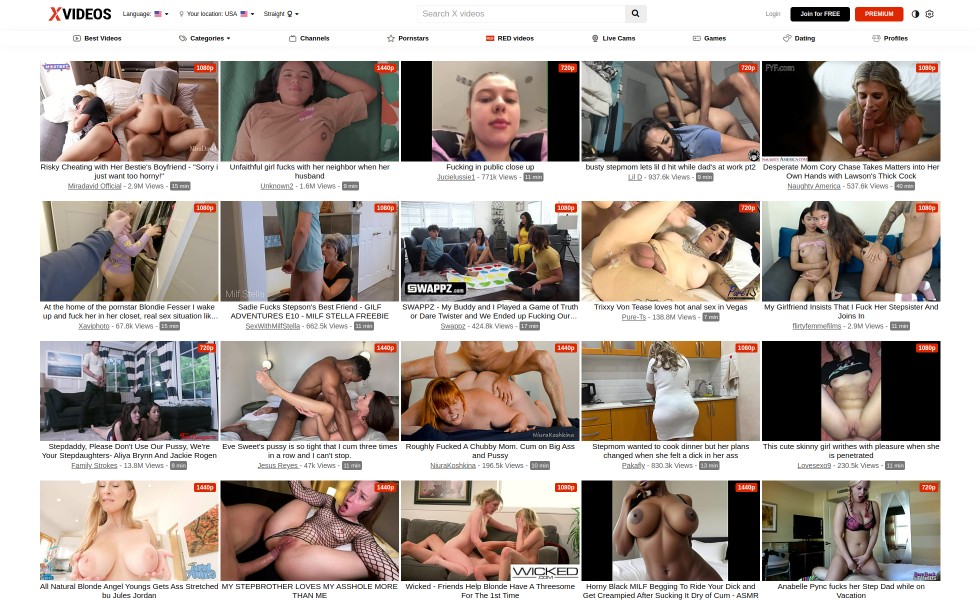 XVIDEOS
Language:
Your location: USA
Straight
Search X videos
Login
Join for FREE
PREMIUM
Best Videos
Categories
Channels
Pornstars
RED videos
Live Cams
Games
Dating
Profiles
1080p
1440p
720p
720p
FYF.com
1080p
Risky Cheating with Her Bestie's Boyfriend - "Sorry i
just want too horny!"
Miradavid Official - 2.9M Views - 15 min
Unfaithful girl fucks with her neighbor when her
husband
Unknown2 - 1.6M Views - 9 min
Fucking in public close up
Jucielussie1 - 771k Views - 11 min
busty stepmom lets lil d hit while dad's at work pt2
Lil D - 937.6k Views - 9 min
Desperate Mom Cory Chase Takes Matters into Her
Own Hands with Lawson's Thick Cock
Naughty America - 537.6k Views - 40 min
1080p
1080p
Milf Stella
1080p
SWAPPZ
.com
720p
1080p
At the home of the pornstar Blondie Fesser I wake
up and fuck her in her closet, real sex situation lik...
Xaviphoto - 67.8k Views - 15 min
Sadie Fucks Stepson's Best Friend - GILF
ADVENTURES E10 - MILF STELLA FREEBIE
SexWithMilfStella - 662.5k Views - 11 min
SWAPPZ - My Buddy and I Played a Game of Truth
or Dare Twister and We Ended up Fucking Our...
Swappz - 424.8k Views - 17 min
Trixxy Von Tease loves hot anal sex in Vegas
Pure-Ts - 138.8M Views - 7 min
My Girlfriend Insists That I Fuck Her Stepsister And
Joins In
flirtyfemmefilms - 2.9M Views - 11 min
720p
1440p
1440p
NiuraKoshkina
1080p
1080p
Stepdaddy, Please Don't Use Our Pussy, We're
Your Stepdaughters- Aliya Brynn And Jackie Rogen
Family Strokes - 13.8M Views - 9 min
Eve Sweet's pussy is so tight that I cum three times
in a row and I can't stop.
Jesus Reyes - 47k Views - 11 min
Roughly Fucked A Chubby Mom. Cum on Big Ass
and Pussy
NiuraKoshkina - 196.5k Views - 10 min
Stepmom wanted to cook dinner but her plans
changed when she felt a dick in her ass
Pakafly - 830.3k Views - 13 min
This cute skinny girl writhes with pleasure when she
is penetrated
Lovesexo9 - 230.5k Views - 11 min
1440p
1440p
1080p
WICKED
.COM
1440p
720p
All Natural Blonde Angel Youngs Gets Ass Stretched
by Jules Jordan
MY STEPBROTHER LOVES MY ASSHOLE MORE
THAN ME
Wicked - Friends Help Blonde Have A Threesome
For The 1st Time
Horny Black MILF Begging To Ride Your Dick and
Get Creampied After Sucking It Dry of Cum - ASMR
Anabelle Pync fucks her Step Dad while on
Vacation